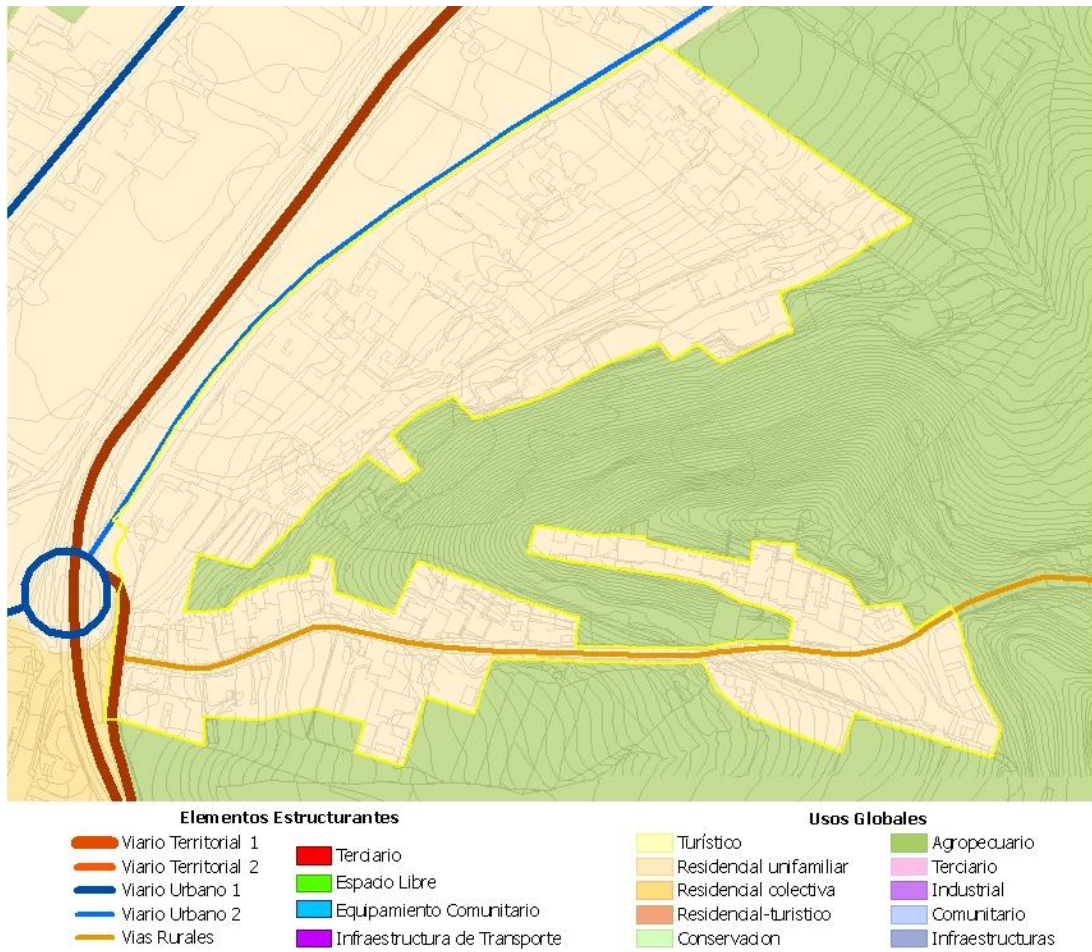 Elementos Estructurantes
Viario Territorial 1
Viario Territorial 2
Viario Urbano 1
Viario Urbano 2
Vias Rurales
Terciario
Espacio Libre
Equipamiento Comunitario
Infraestructura de Transporte
Usos Globales
Turístico
Residencial unifamiliar
Residencial colectiva
Residencial-turistico
Conservacion
Agropecuario
Terciario
Industrial
Comunitario
Infraestructuras